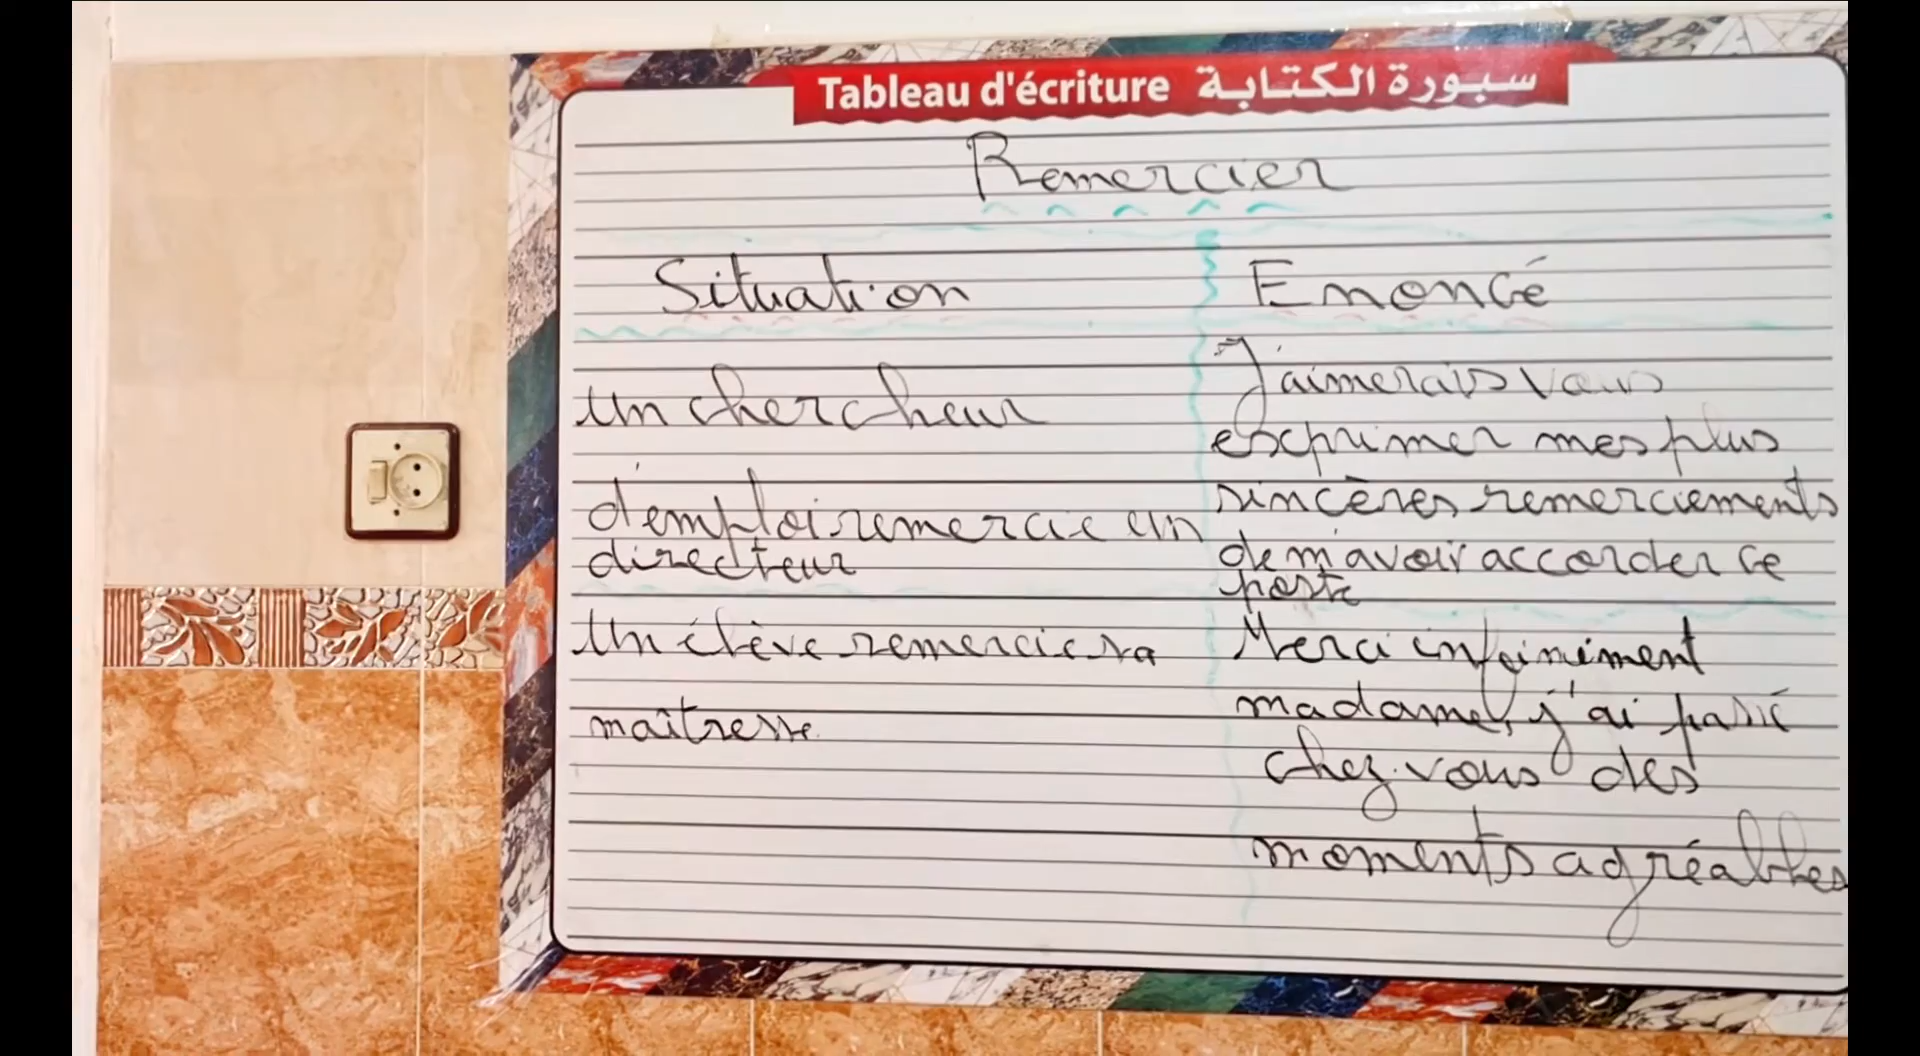 Tableau d'écriture سبورة الكتابة
Remercier
Situation
Enoncé
un chercheur
d'emploi remercie un
directeur
J'aimerais vous
exprimer mes plus
sincères remerciements
de m'avoir accorder ce
poste
Un élève remercie sa
maîtresse.
Merci infiniment
madame, j'ai passé
chez vous des
moments agréables